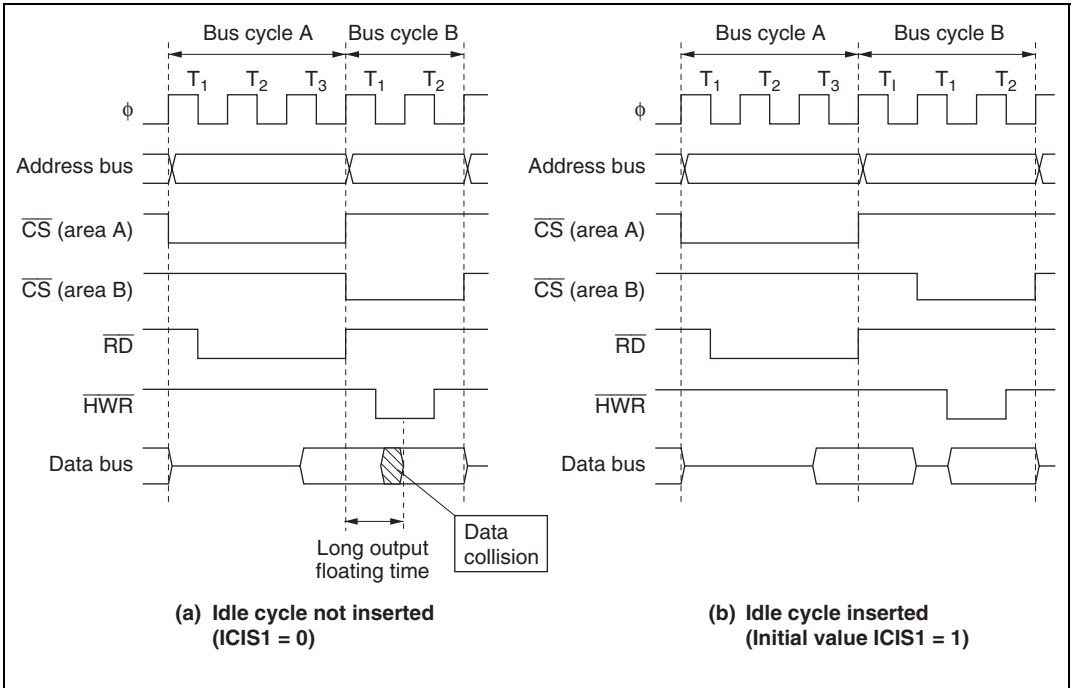 Bus cycle A Bus cycle B
T1 T2 T3 T1 T2
φ
Address bus
CS (area A)
CS (area B)
RD
HWR
Data bus
Long output
floating time
Data
collision
(a) Idle cycle not inserted
(ICIS1 = 0)
Bus cycle A Bus cycle B
T1 T2 T3 TI T1 T2
φ
Address bus
CS (area A)
CS (area B)
RD
HWR
Data bus
(b) Idle cycle inserted
(Initial value ICIS1 = 1)